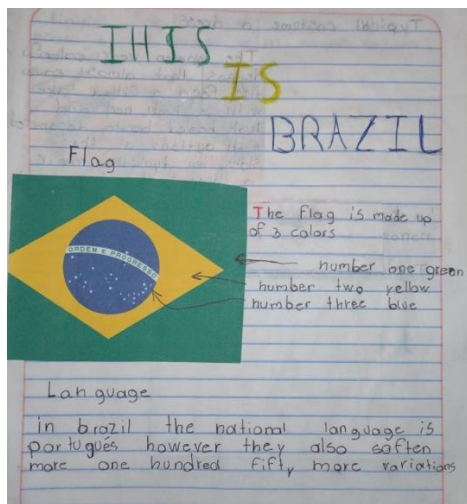 THIS
IS
BRAZIL
Flag
ORDEM E PROGRESSO
The flag is made up
of 3 colors
number one green
number two yellow
number three blue
Language
in brazil the national language is
portugués however they also soften
more one hundred fifty more variations